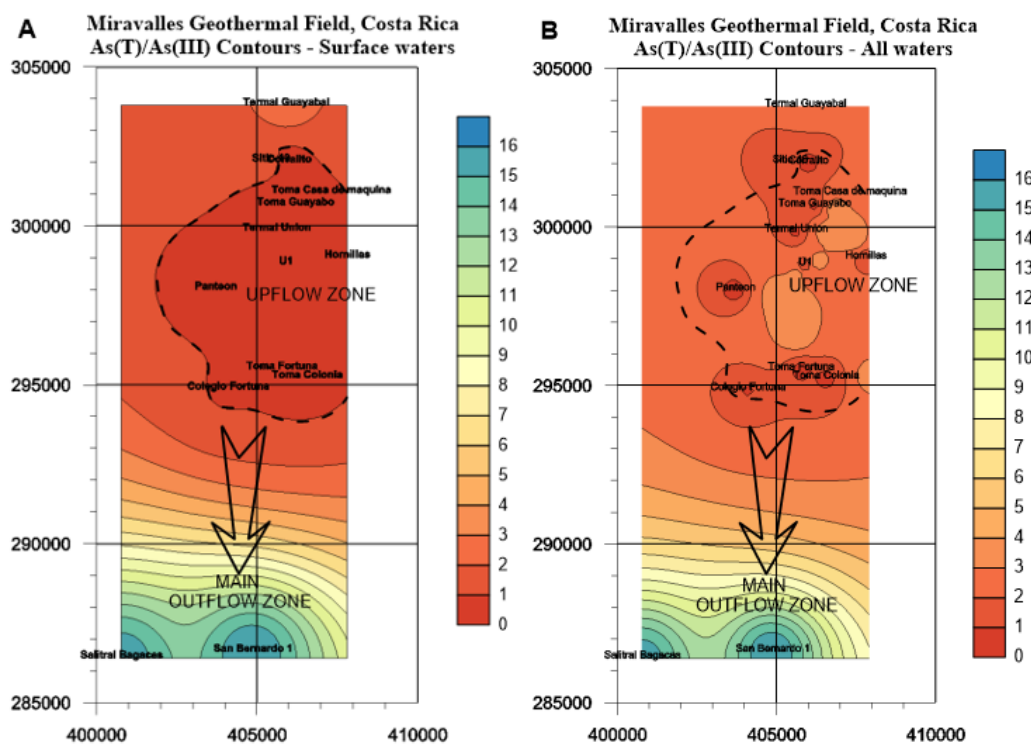 A
Miravalles Geothermal Field, Costa Rica
As(T)/As(III) Contours - Surface waters
305000
300000
295000
290000
285000
400000
405000
410000
Termal Guayabal
Corralito
Toma Casa de maquina
Toma Guayabo
Termal Union
Hornillas
U1
Panteon
UPFLOW ZONE
Toma Fortuna
Toma Colonia
Colegio Fortuna
MAIN
OUTFLOW ZONE
Salitral Bagaces
San Bernardo 1
16
15
14
13
12
11
10
9
8
7
6
5
4
3
2
1
0
B
Miravalles Geothermal Field, Costa Rica
As(T)/As(III) Contours - All waters
305000
300000
295000
290000
285000
400000
405000
410000
Termal Guayabal
Corralito
Toma Casa de maquina
Toma Guayabo
Termal Union
Hornillas
U1
Panteon
UPFLOW ZONE
Toma Fortuna
Toma Colonia
Colegio Fortuna
MAIN
OUTFLOW ZONE
Salitral Bagaces
San Bernardo 1
16
15
14
13
12
11
10
9
8
7
6
5
4
3
2
1
0